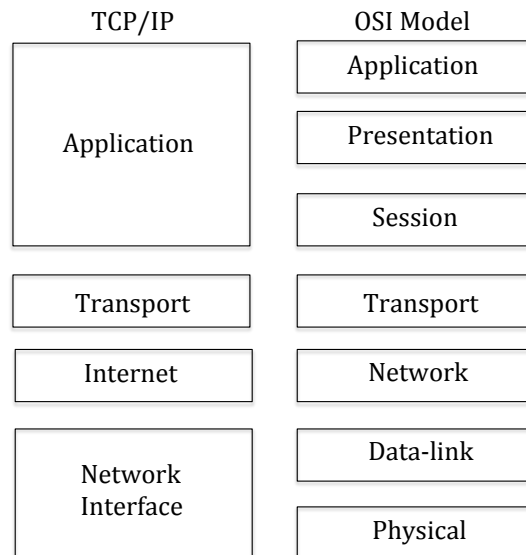 TCP/IP
OSI Model
Application
Application
Presentation
Session
Transport
Transport
Internet
Network
Network
Interface
Data-link
Physical